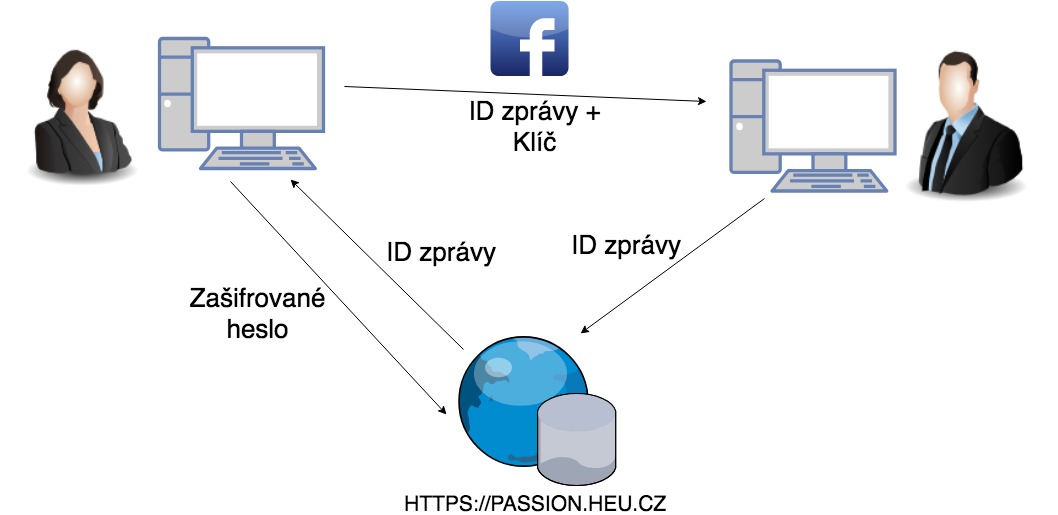 f
ID zprávy +
Klíč
ID zprávy
ID zprávy
Zašifrované
heslo
HTTPS://PASSION.HEU.CZ